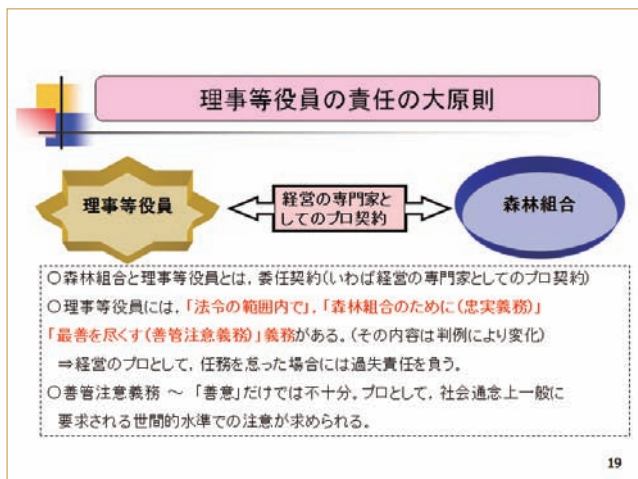 理事等役員の責任の大原則
理事等役員
経営の専門家と
してのプロ契約
森林組合
○森林組合と理事等役員とは，委任契約(いわば経営の専門家としてのプロ契約)
○理事等役員には，「法令の範囲内で」，「森林組合のために(忠実義務)」
「最善を尽くす(善管注意義務)」義務がある。(その内容は判例により変化)
⇒経営のプロとして，任務を怠った場合には過失責任を負う。
○善管注意義務 ～ 「善意」だけでは不十分。プロとして，社会通念上一般に
要求される世間的水準での注意が求められる。
19